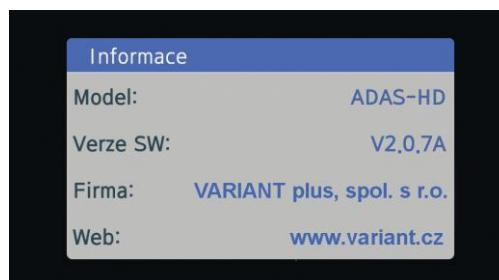 Informace
Model: ADAS-HD
Verze SW: V2.0.7A
Firma: VARIANT plus, spol. s r.o.
Web: www.variant.cz